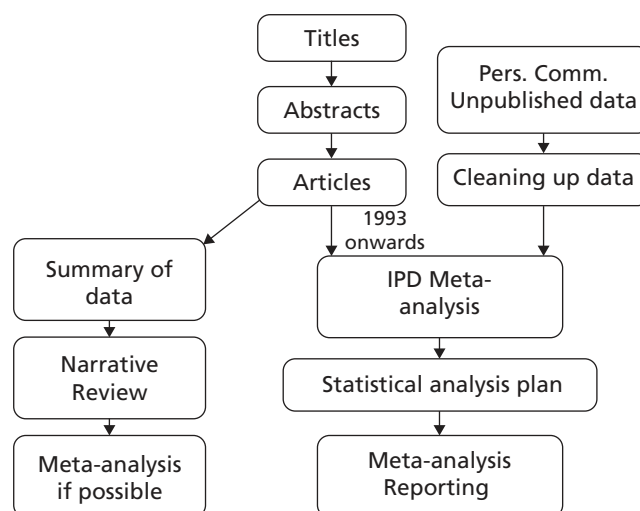 Titles
Abstracts
Articles
Pers. Comm.
Unpublished data
Cleaning up data
1993
onwards
Summary of
data
Narrative
Review
Meta-analysis
if possible
IPD Meta-
analysis
Statistical analysis plan
Meta-analysis
Reporting